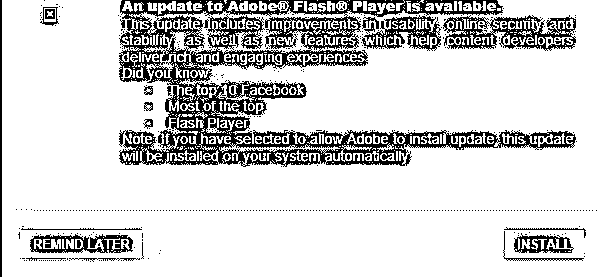 An update to Adobe® Flash® Player is available.
This update includes improvements in usability, online security and
stability, as well as new features which help content developers
deliver rich and engaging experiences.
Did you know
The top 10 Facebook
Most of the top
Flash Player
Note: if you have selected to allow Adobe to install update, this update
will be installed on your system automatically
REMIND LATER
INSTALL